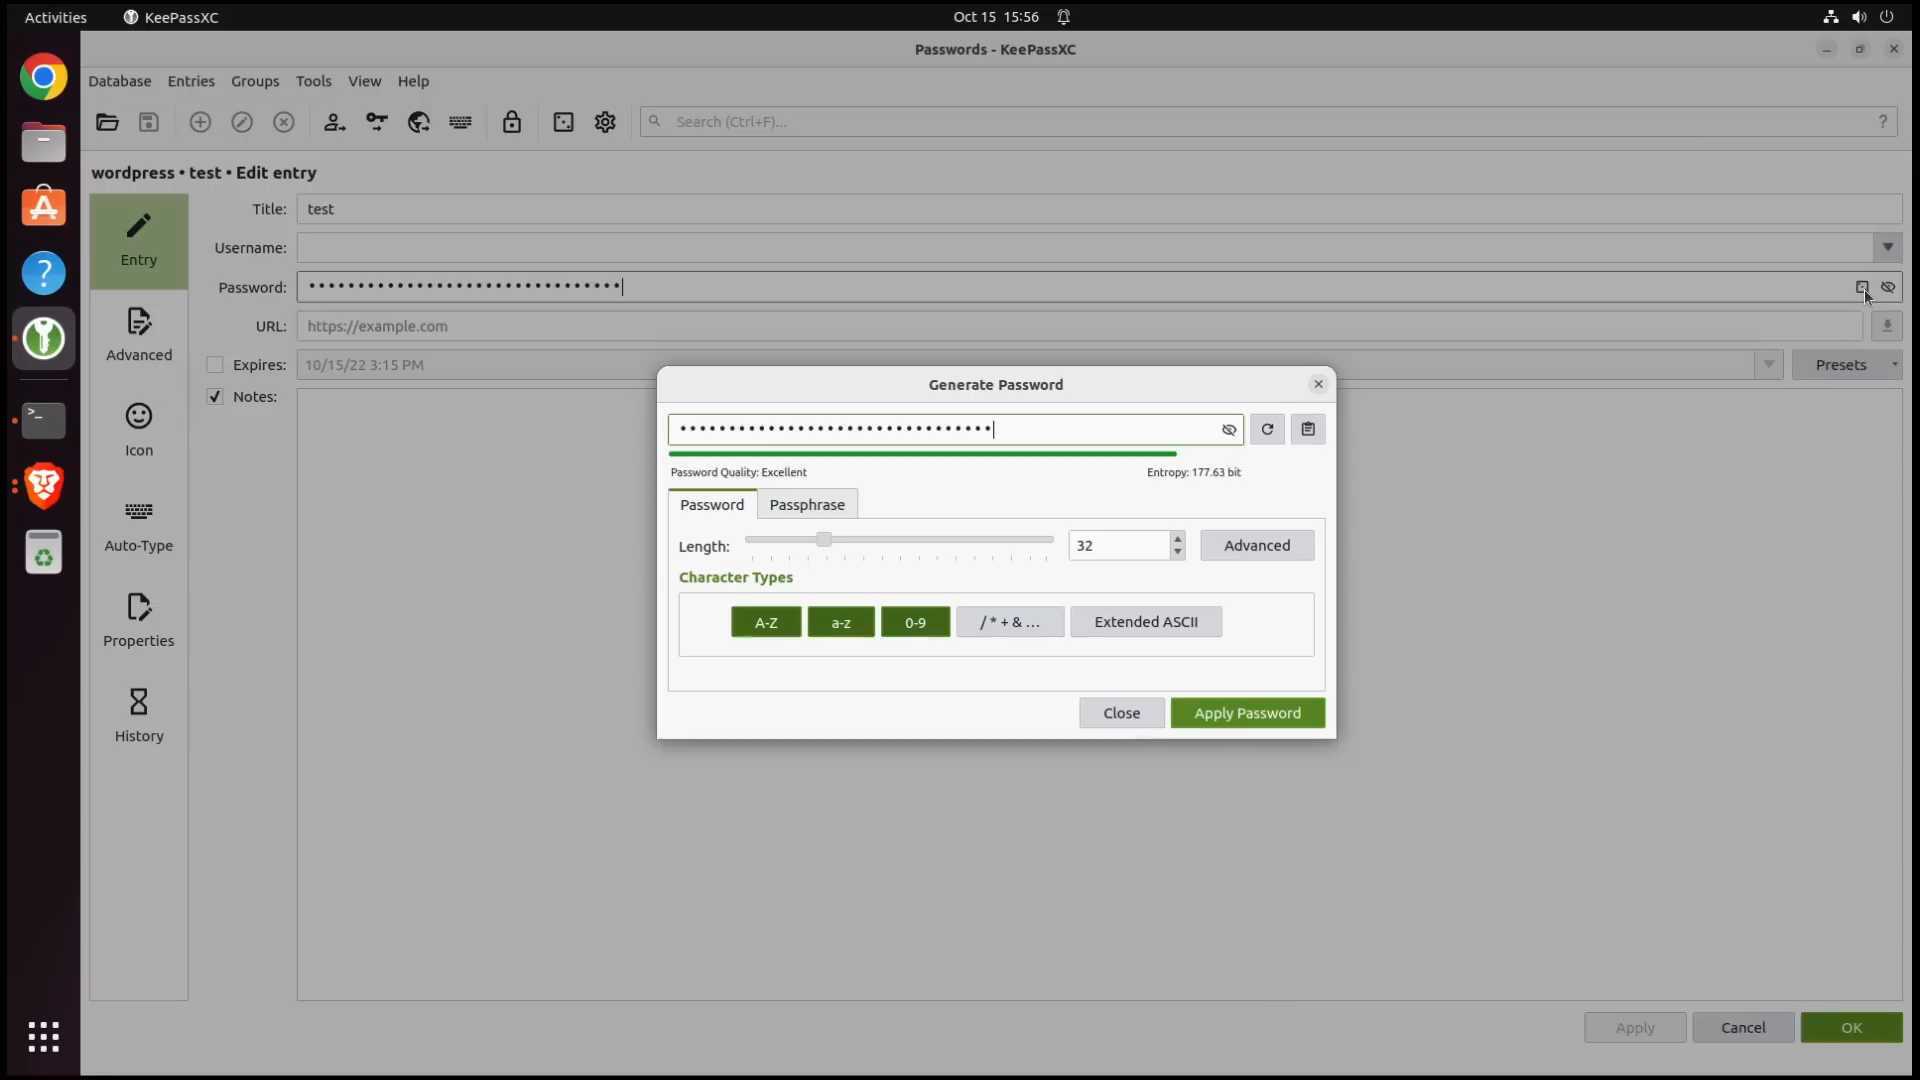 Activities KeePassXC Oct 15 15:56
Passwords - KeePassXC
Database Entries Groups Tools View Help
Search (Ctrl+F)... ?
wordpress • test • Edit entry
Entry
Advanced
Icon
Auto-Type
Properties
History
Title: test
Username:
Password: ••••••••••••••••••••••••••••••••
URL: https://example.com
Expires: 10/15/22 3:15 PM Presets
Notes:
Generate Password
••••••••••••••••••••••••••••••••
Password Quality: Excellent Entropy: 177.63 bit
Password Passphrase
Length: 32 Advanced
Character Types
A-Z a-z 0-9 / * + & ... Extended ASCII
Close Apply Password
Apply Cancel OK